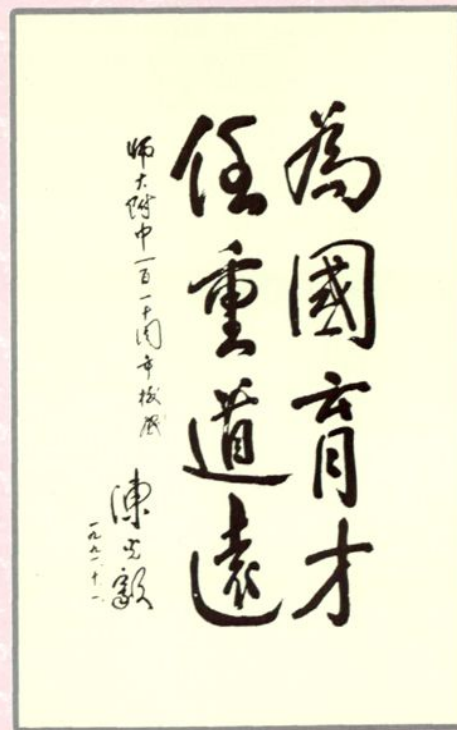 為國育才
任重道遠
师大附中一百一十周年校慶
陳光毅
一九九一.十.一.